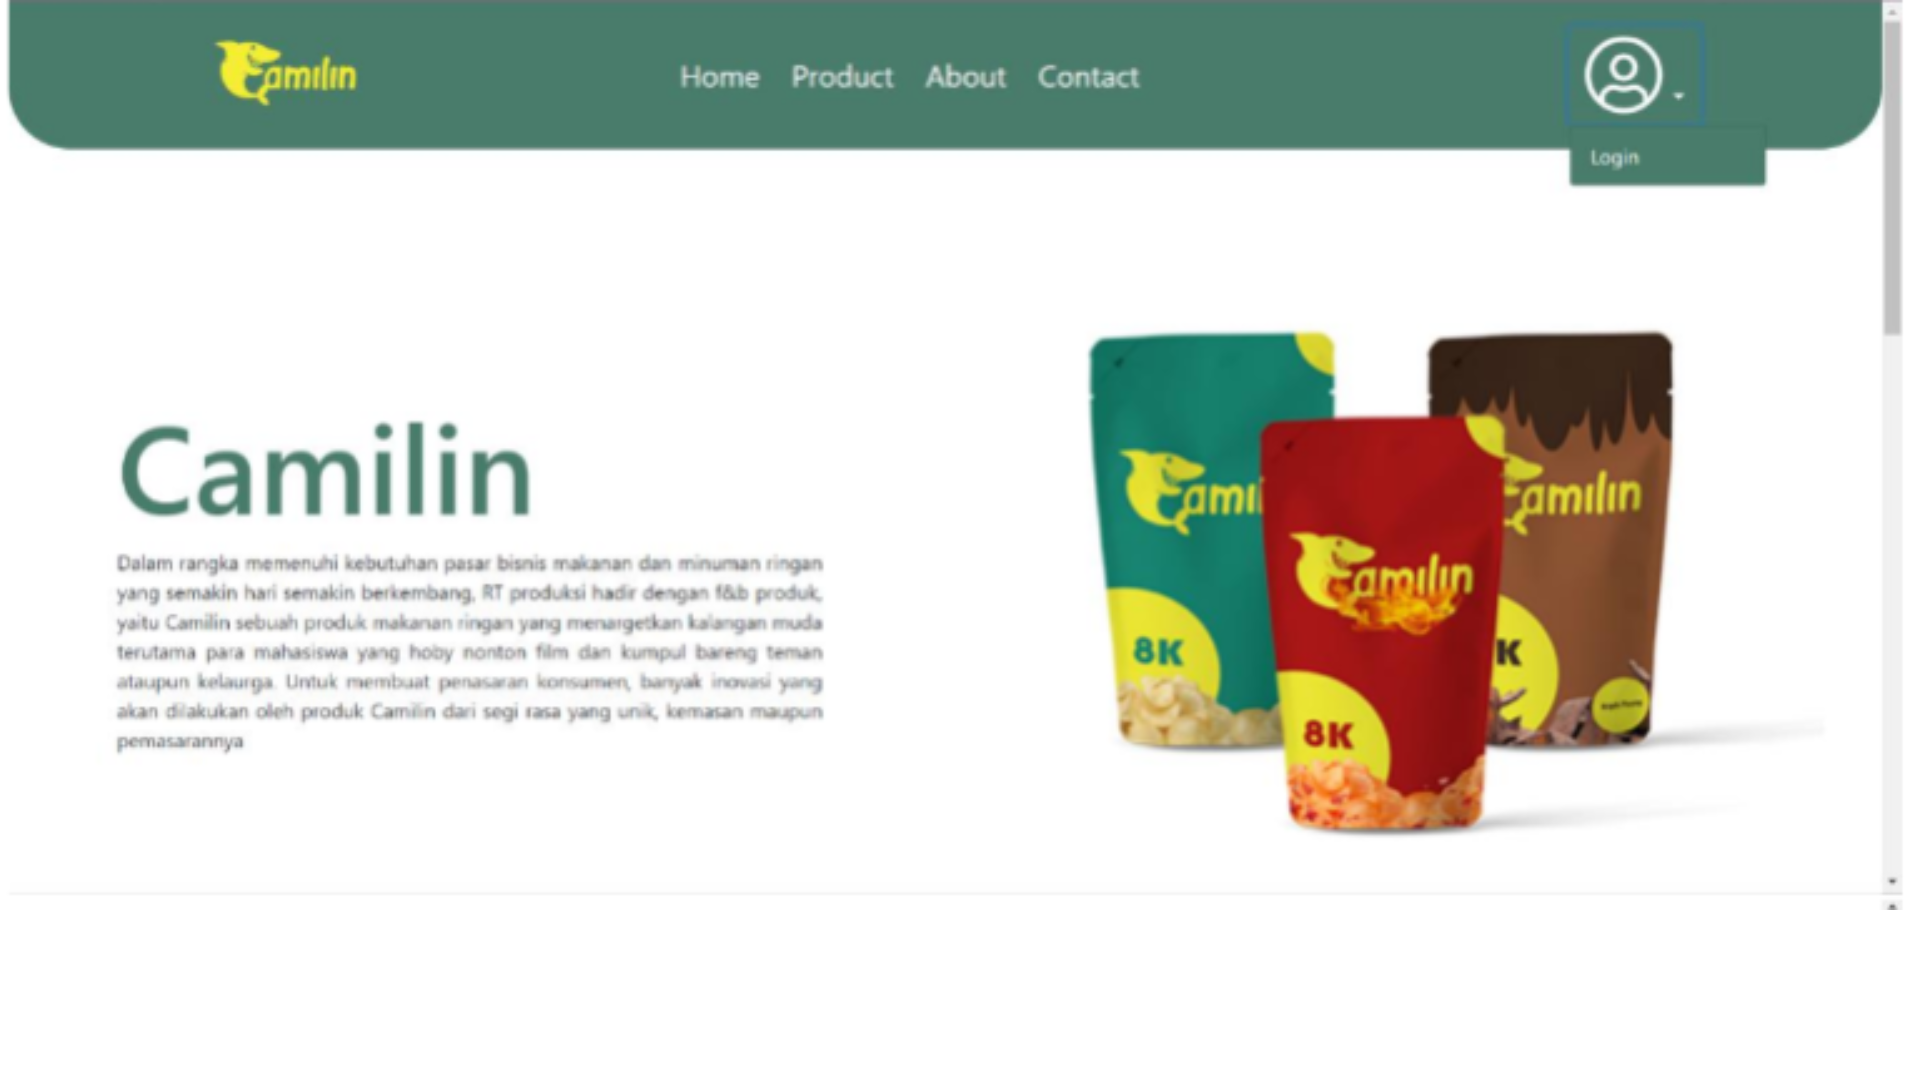 Camilin
Home Product About Contact
Login
Camilin
Dalam rangka memenuhi kebutuhan pasar bisnis makanan dan minuman ringan
yang semakin hari semakin berkembang, RT produksi hadir dengan f&b produk,
yaitu Camilin sebuah produk makanan ringan yang menargetkan kalangan muda
terutama para mahasiswa yang hoby nonton film dan kumpul bareng teman
ataupun kelaurga. Untuk membuat penasaran konsumen, banyak inovasi yang
akan dilakukan oleh produk Camilin dari segi rasa yang unik, kemasan maupun
pemasarannya
Cami
8K
Camilin
8K
Camilin
K